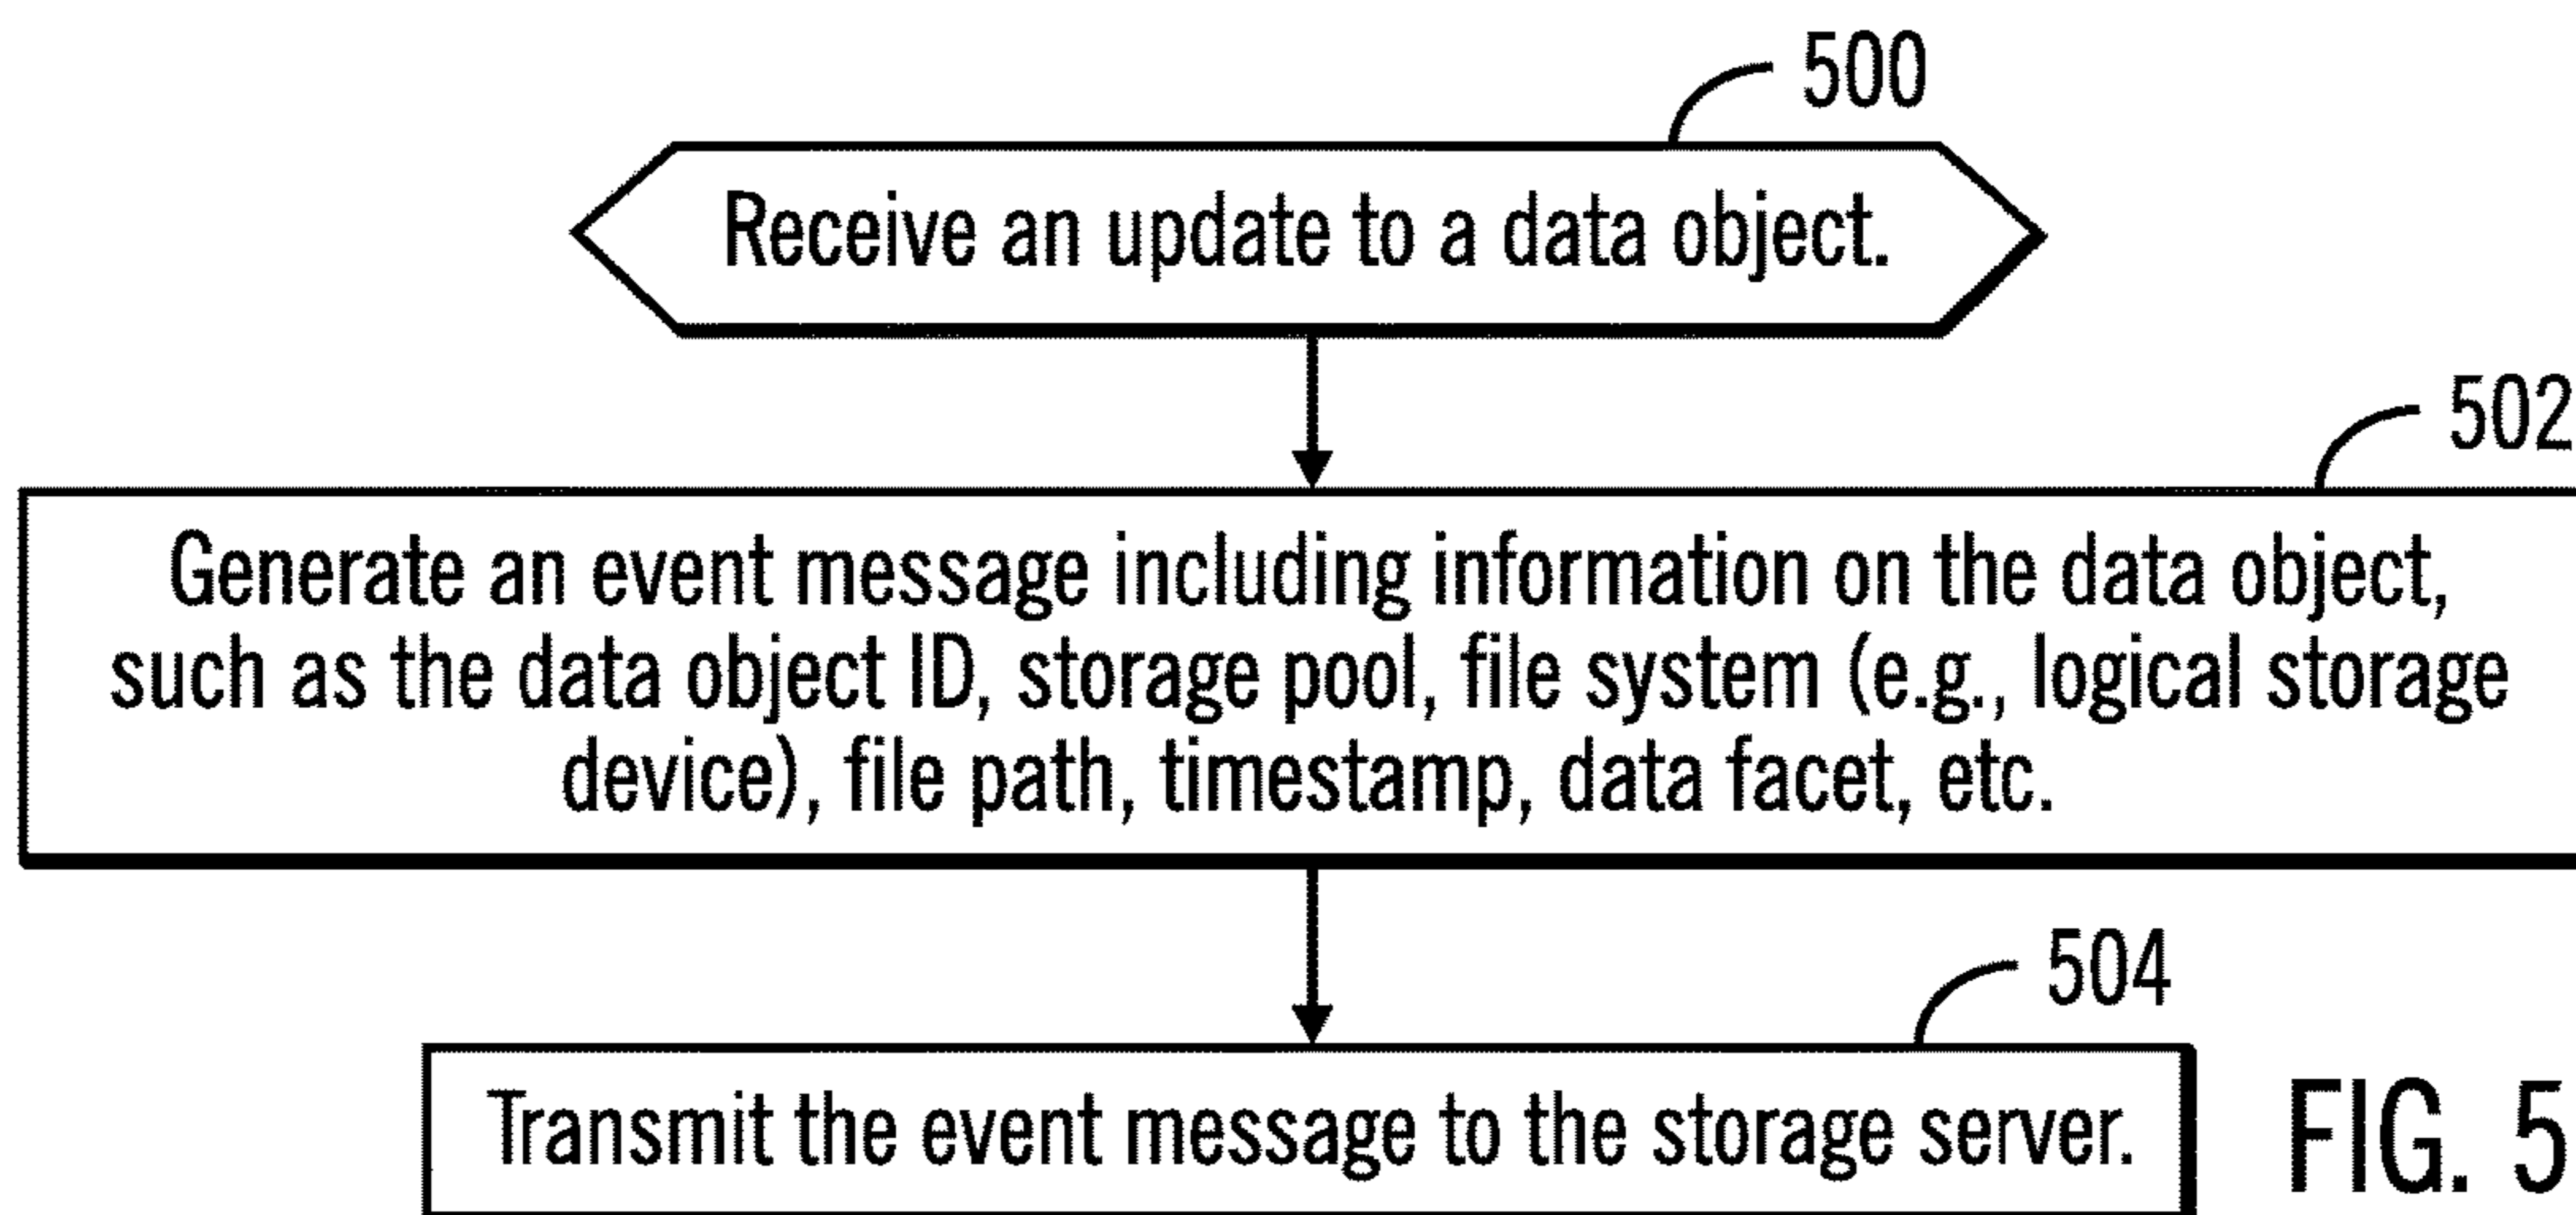 500
Receive an update to a data object.
502
Generate an event message including information on the data object,
such as the data object ID, storage pool, file system (e.g., logical storage
device), file path, timestamp, data facet, etc.
504
Transmit the event message to the storage server.
FIG. 5